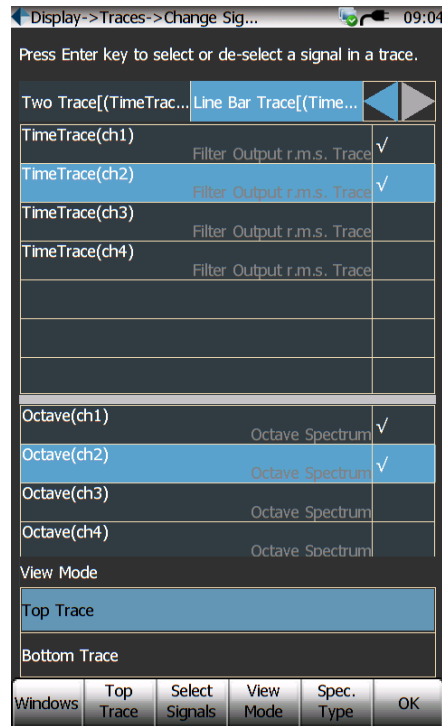 Display->Traces->Change Sig... 09:04
Press Enter key to select or de-select a signal in a trace.
Two Trace[(TimeTrac... Line Bar Trace[(Time...
TimeTrace(ch1)
Filter Output r.m.s. Trace √
TimeTrace(ch2)
Filter Output r.m.s. Trace √
TimeTrace(ch3)
Filter Output r.m.s. Trace
TimeTrace(ch4)
Filter Output r.m.s. Trace
Octave(ch1)
Octave Spectrum √
Octave(ch2)
Octave Spectrum √
Octave(ch3)
Octave Spectrum
Octave(ch4)
Octave Spectrum
View Mode
Top Trace
Bottom Trace
Windows Top Trace Select Signals View Mode Spec. Type OK